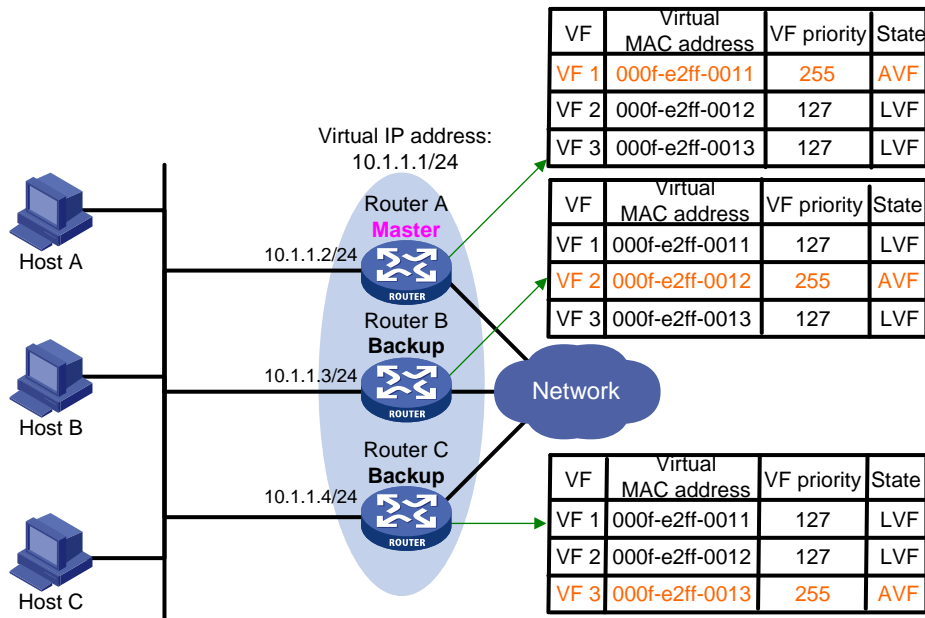 Virtual IP address:
10.1.1.1/24
Router A
Master
10.1.1.2/24
ROUTER
Router B
Backup
10.1.1.3/24
ROUTER
Router C
Backup
10.1.1.4/24
ROUTER
Host A
Host B
Host C
Network
VF Virtual MAC address VF priority State
VF 1 000f-e2ff-0011 255 AVF
VF 2 000f-e2ff-0012 127 LVF
VF 3 000f-e2ff-0013 127 LVF
VF Virtual MAC address VF priority State
VF 1 000f-e2ff-0011 127 LVF
VF 2 000f-e2ff-0012 255 AVF
VF 3 000f-e2ff-0013 127 LVF
VF Virtual MAC address VF priority State
VF 1 000f-e2ff-0011 127 LVF
VF 2 000f-e2ff-0012 127 LVF
VF 3 000f-e2ff-0013 255 AVF